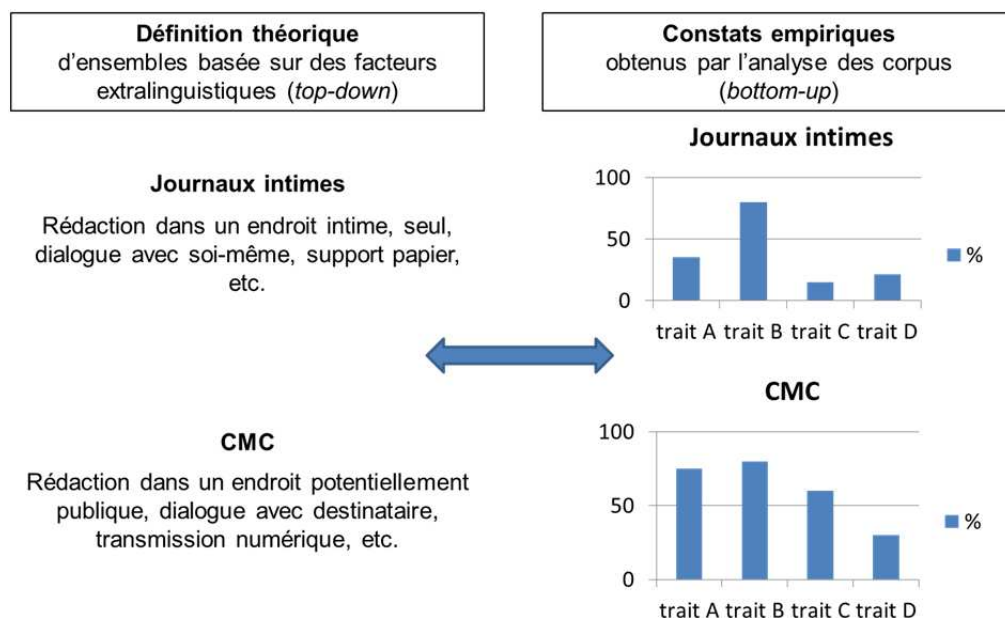 Définition théorique
d’ensembles basée sur des facteurs
extralinguistiques (top-down)
Constats empiriques
obtenus par l’analyse des corpus
(bottom-up)
Journaux intimes
Rédaction dans un endroit intime, seul,
dialogue avec soi-même, support papier,
etc.
Journaux intimes
100
50
0
trait A trait B trait C trait D
%
CMC
Rédaction dans un endroit potentiellement
publique, dialogue avec destinataire,
transmission numérique, etc.
CMC
100
50
0
trait A trait B trait C trait D
%